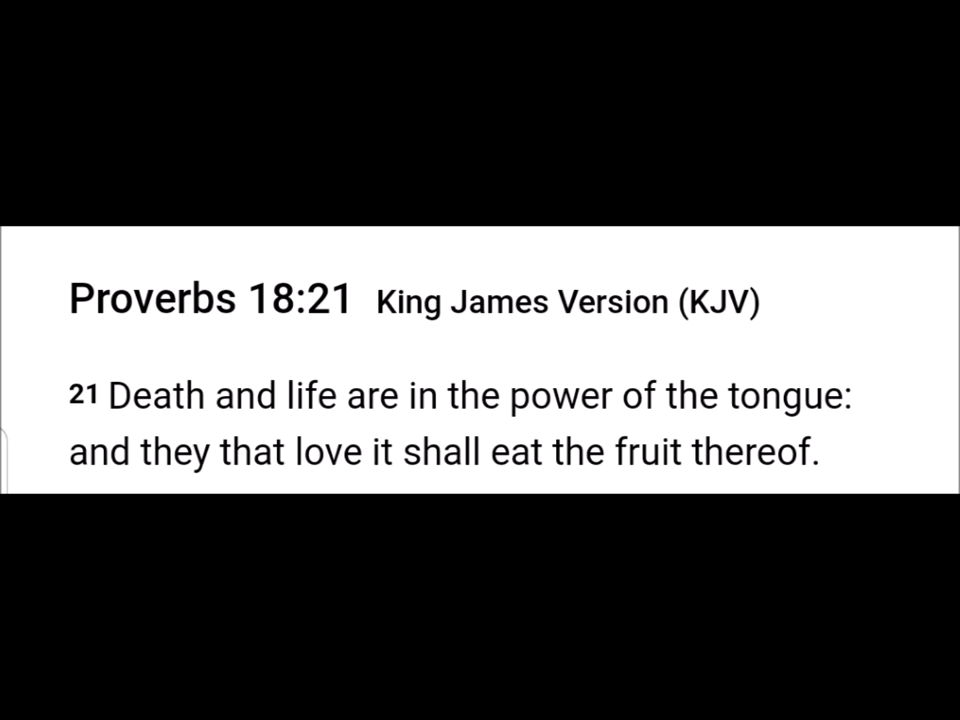 Proverbs 18:21 King James Version (KJV)
21 Death and life are in the power of the tongue:
and they that love it shall eat the fruit thereof.